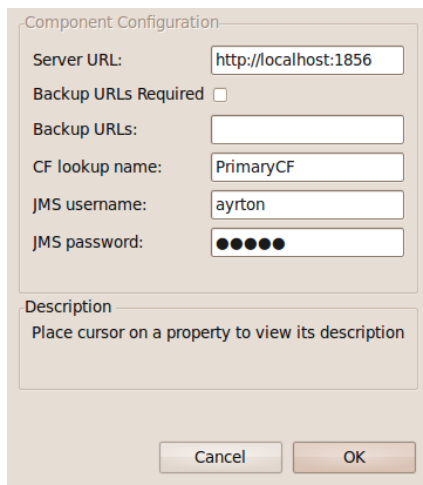 Component Configuration
Server URL: http://localhost:1856
Backup URLs Required
Backup URLs:
CF lookup name: PrimaryCF
JMS username: ayrton
JMS password: ●●●●●
Description
Place cursor on a property to view its description
Cancel OK